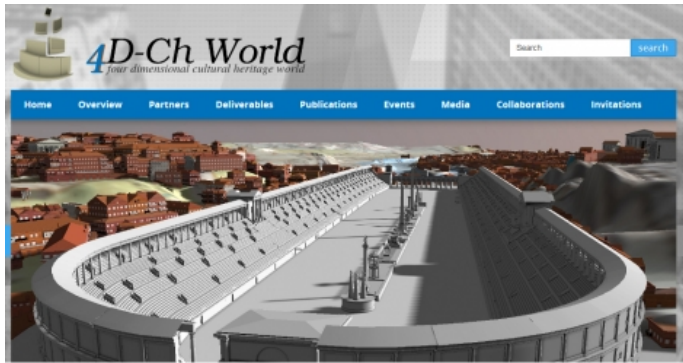 4D-Ch World
four dimensional cultural heritage world
Search search
Home Overview Partners Deliverables Publications Events Media Collaborations Invitations